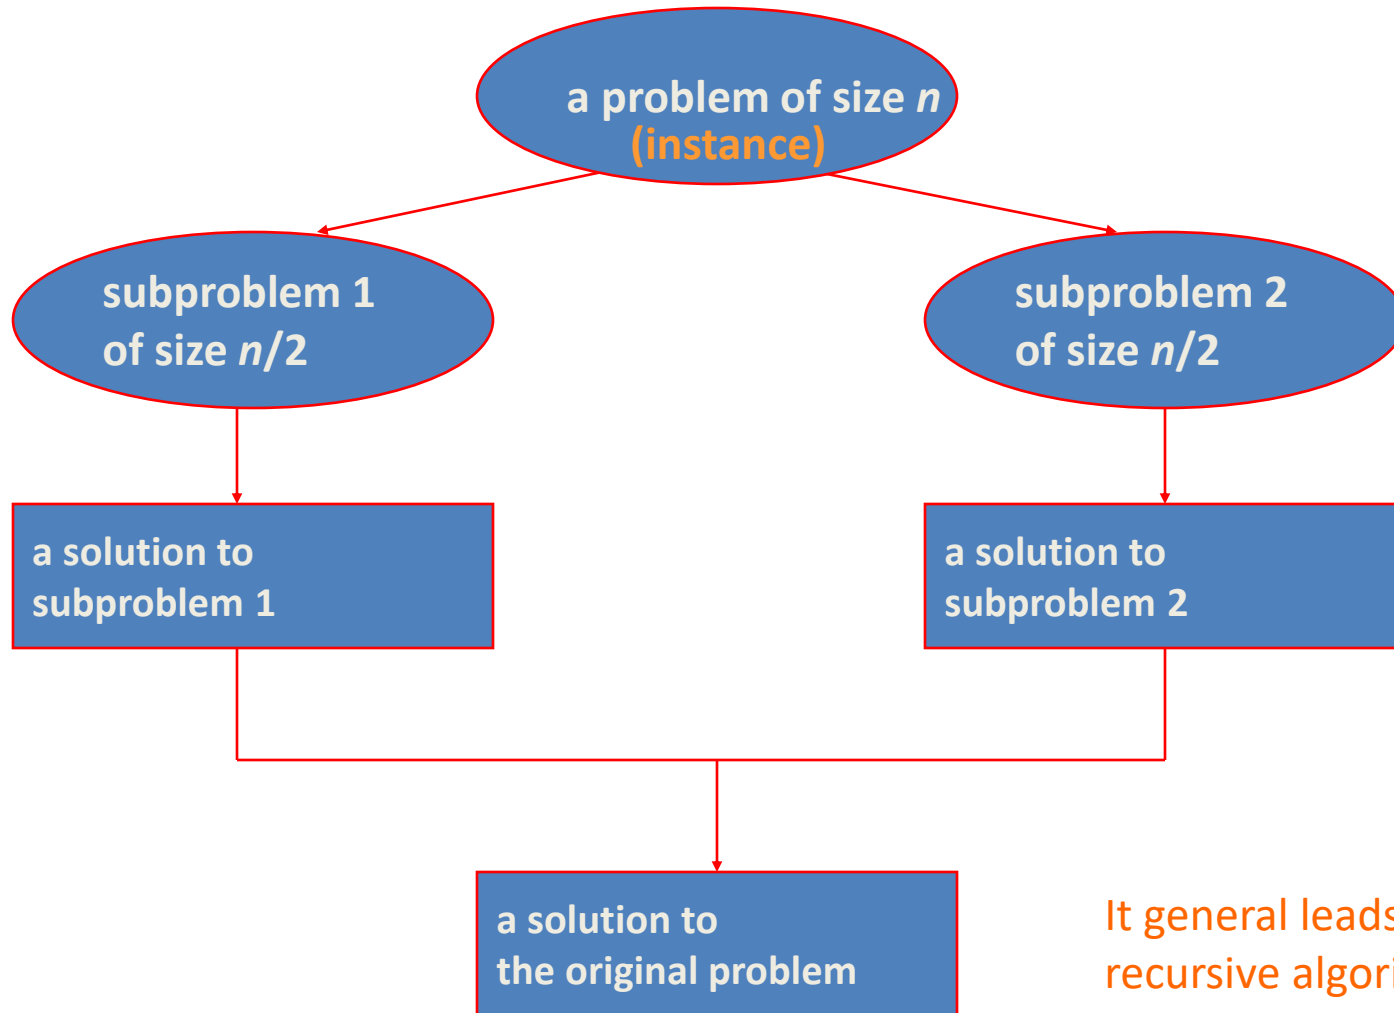 a problem of size n
(instance)
subproblem 1
of size n/2
subproblem 2
of size n/2
a solution to
subproblem 1
a solution to
subproblem 2
a solution to
the original problem
It general leads
recursive